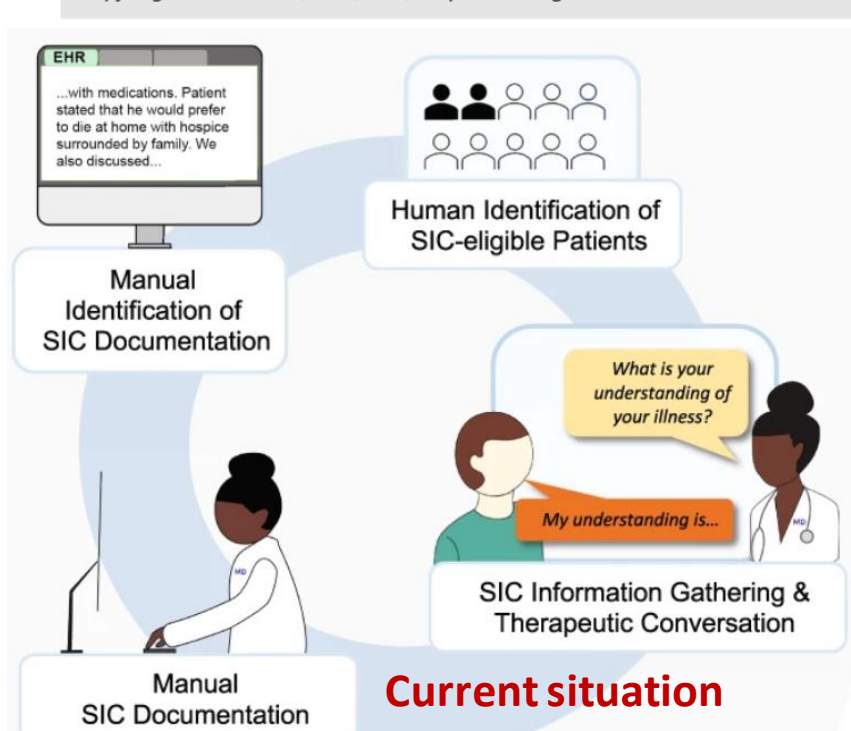 EHR
...with medications. Patient
stated that he would prefer
to die at home with hospice
surrounded by family. We
also discussed...
Manual
Identification of
SIC Documentation
Human Identification of
SIC-eligible Patients
What is your
understanding of
your illness?
My understanding is...
MD
SIC Information Gathering &
Therapeutic Conversation
MD
Manual
SIC Documentation
Current situation